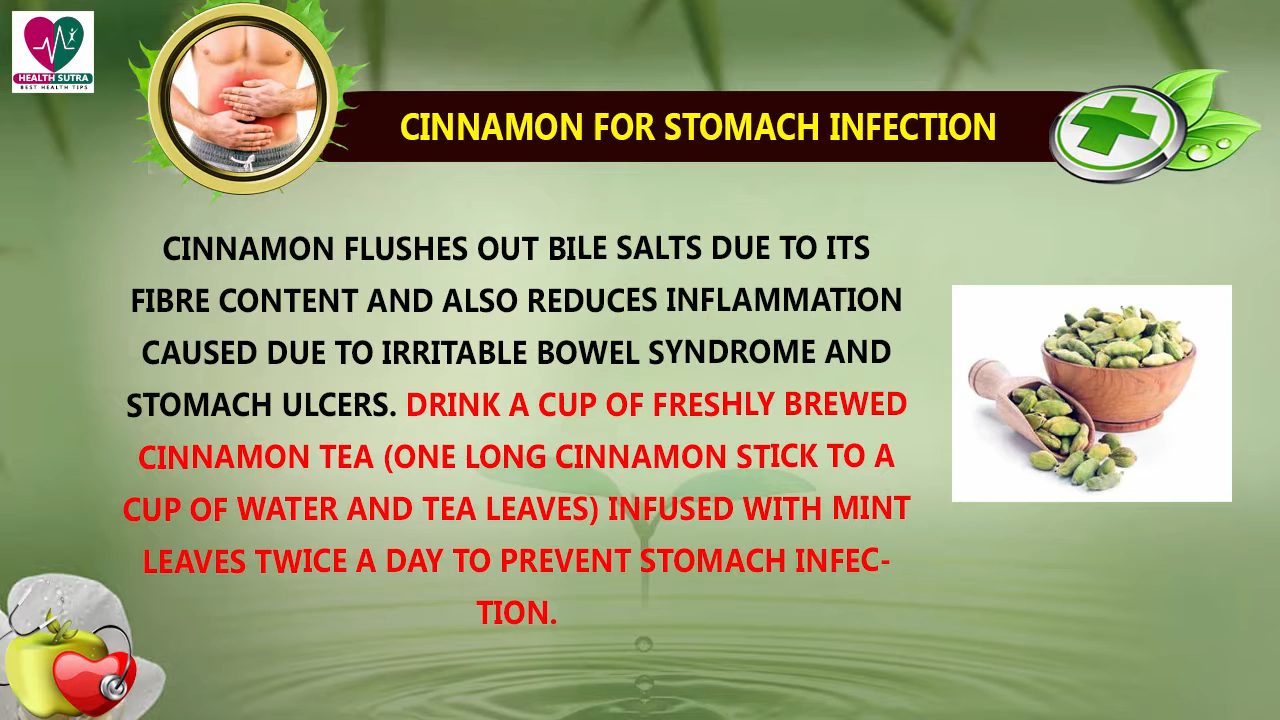 HEALTH SUTRA
BEST HEALTH TIPS
CINNAMON FOR STOMACH INFECTION
CINNAMON FLUSHES OUT BILE SALTS DUE TO ITS
FIBRE CONTENT AND ALSO REDUCES INFLAMMATION
CAUSED DUE TO IRRITABLE BOWEL SYNDROME AND
STOMACH ULCERS. DRINK A CUP OF FRESHLY BREWED
CINNAMON TEA (ONE LONG CINNAMON STICK TO A
CUP OF WATER AND TEA LEAVES) INFUSED WITH MINT
LEAVES TWICE A DAY TO PREVENT STOMACH INFEC-
TION.